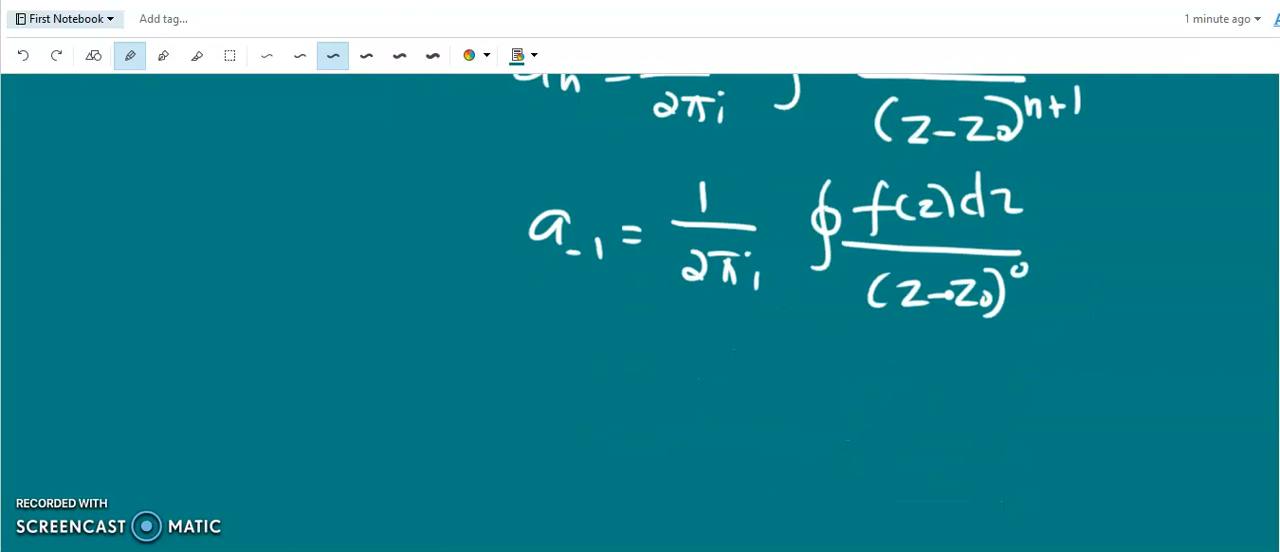 First Notebook Add tag... 1 minute ago
2πi (z-z₀)ⁿ⁺¹
a₋₁ = 1/2πi ∮ f(z)dz/(z-z₀)⁰
RECORDED WITH
SCREENCAST MATIC